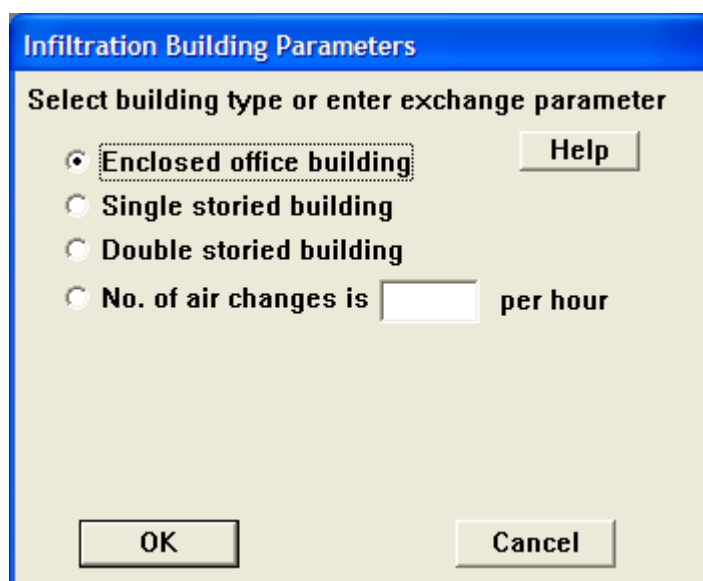 Infiltration Building Parameters
Select building type or enter exchange parameter
Enclosed office building
Help
Single storied building
Double storied building
No. of air changes is per hour
OK Cancel